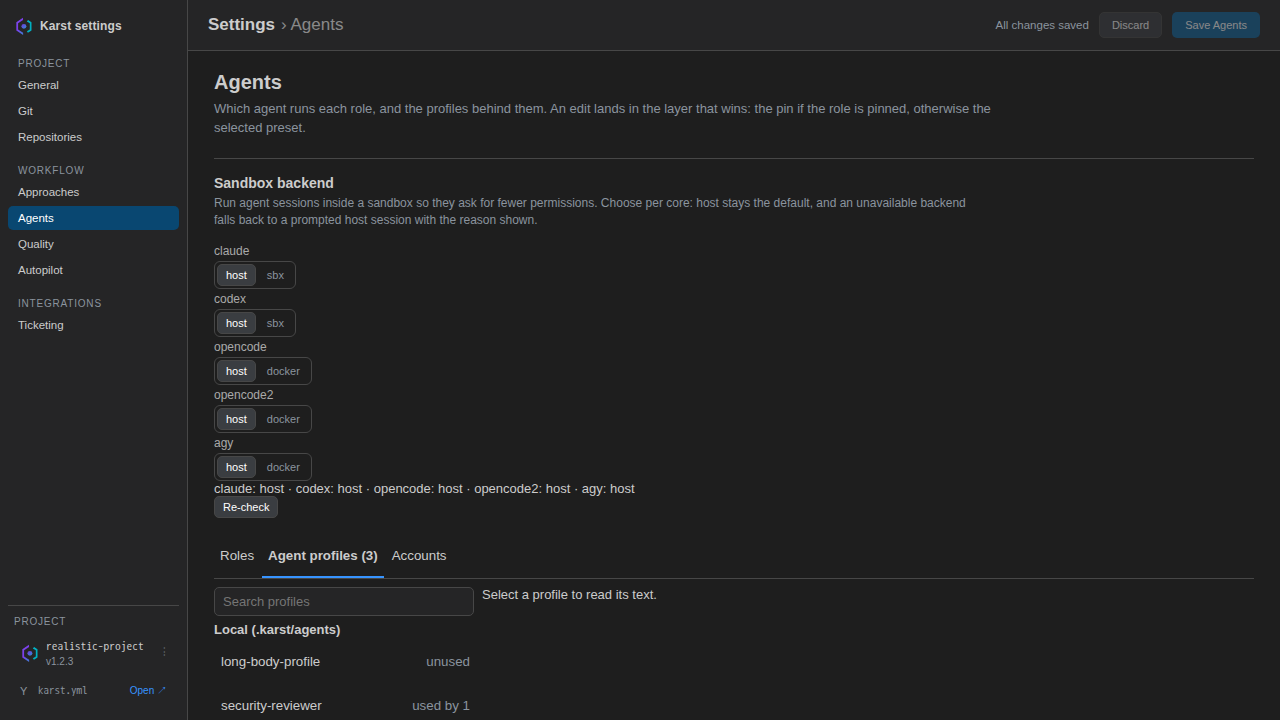 Karst settings
PROJECT
General
Git
Repositories
WORKFLOW
Approaches
Agents
Quality
Autopilot
INTEGRATIONS
Ticketing
PROJECT
realistic-project
v1.2.3
Y karst.yml Open ↗
Settings › Agents
All changes saved Discard Save Agents
Agents
Which agent runs each role, and the profiles behind them. An edit lands in the layer that wins: the pin if the role is pinned, otherwise the
selected preset.
Sandbox backend
Run agent sessions inside a sandbox so they ask for fewer permissions. Choose per core: host stays the default, and an unavailable backend
falls back to a prompted host session with the reason shown.
claude
host sbx
codex
host sbx
opencode
host docker
opencode2
host docker
agy
host docker
claude: host · codex: host · opencode: host · opencode2: host · agy: host
Re-check
Roles Agent profiles (3) Accounts
Search profiles
Select a profile to read its text.
Local (.karst/agents)
long-body-profile unused
security-reviewer used by 1